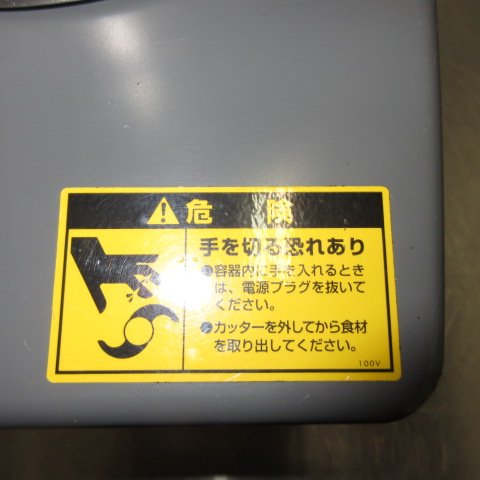 危 険
手を切る恐れあり
●容器内に手を入れるとき
は、電源プラグを抜いて
ください。
●カッターを外してから食材
を取り出してください。
100V